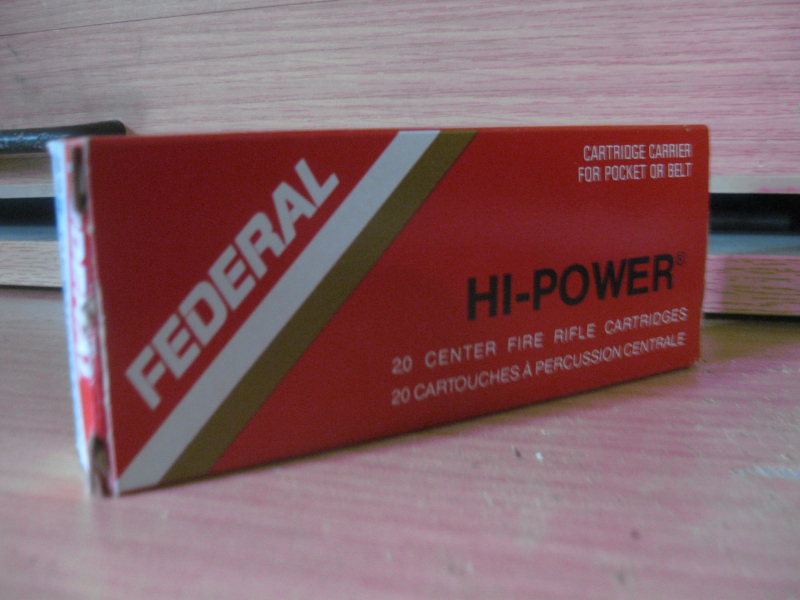 FEDERAL
CARTRIDGE CARRIER
FOR POCKET OR BELT
HI-POWER®
20 CENTER FIRE RIFLE CARTRIDGES
20 CARTOUCHES À PERCUSSION CENTRALE